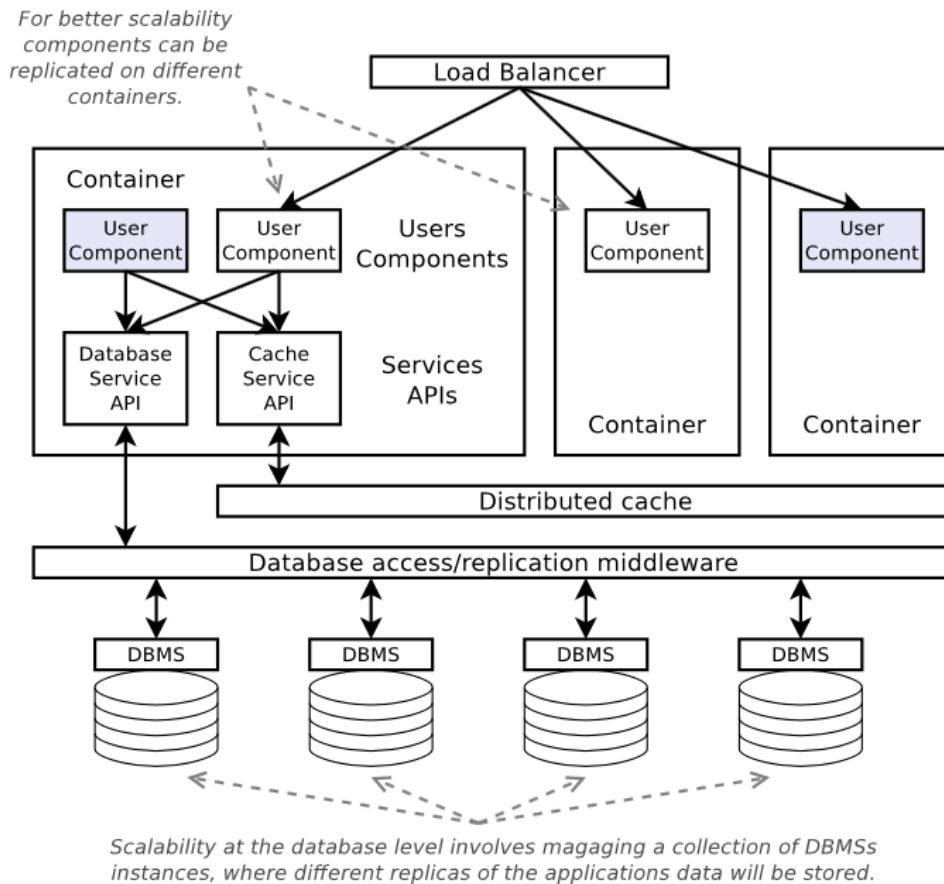 For better scalability
components can be
replicated on different
containers.
Load Balancer
Container
User
Component
User
Component
Users
Components
User
Component
User
Component
Database
Service
API
Cache
Service
API
Services
APIs
Container
Container
Distributed cache
Database access/replication middleware
DBMS
DBMS
DBMS
DBMS
Scalability at the database level involves magaging a collection of DBMSs
instances, where different replicas of the applications data will be stored.